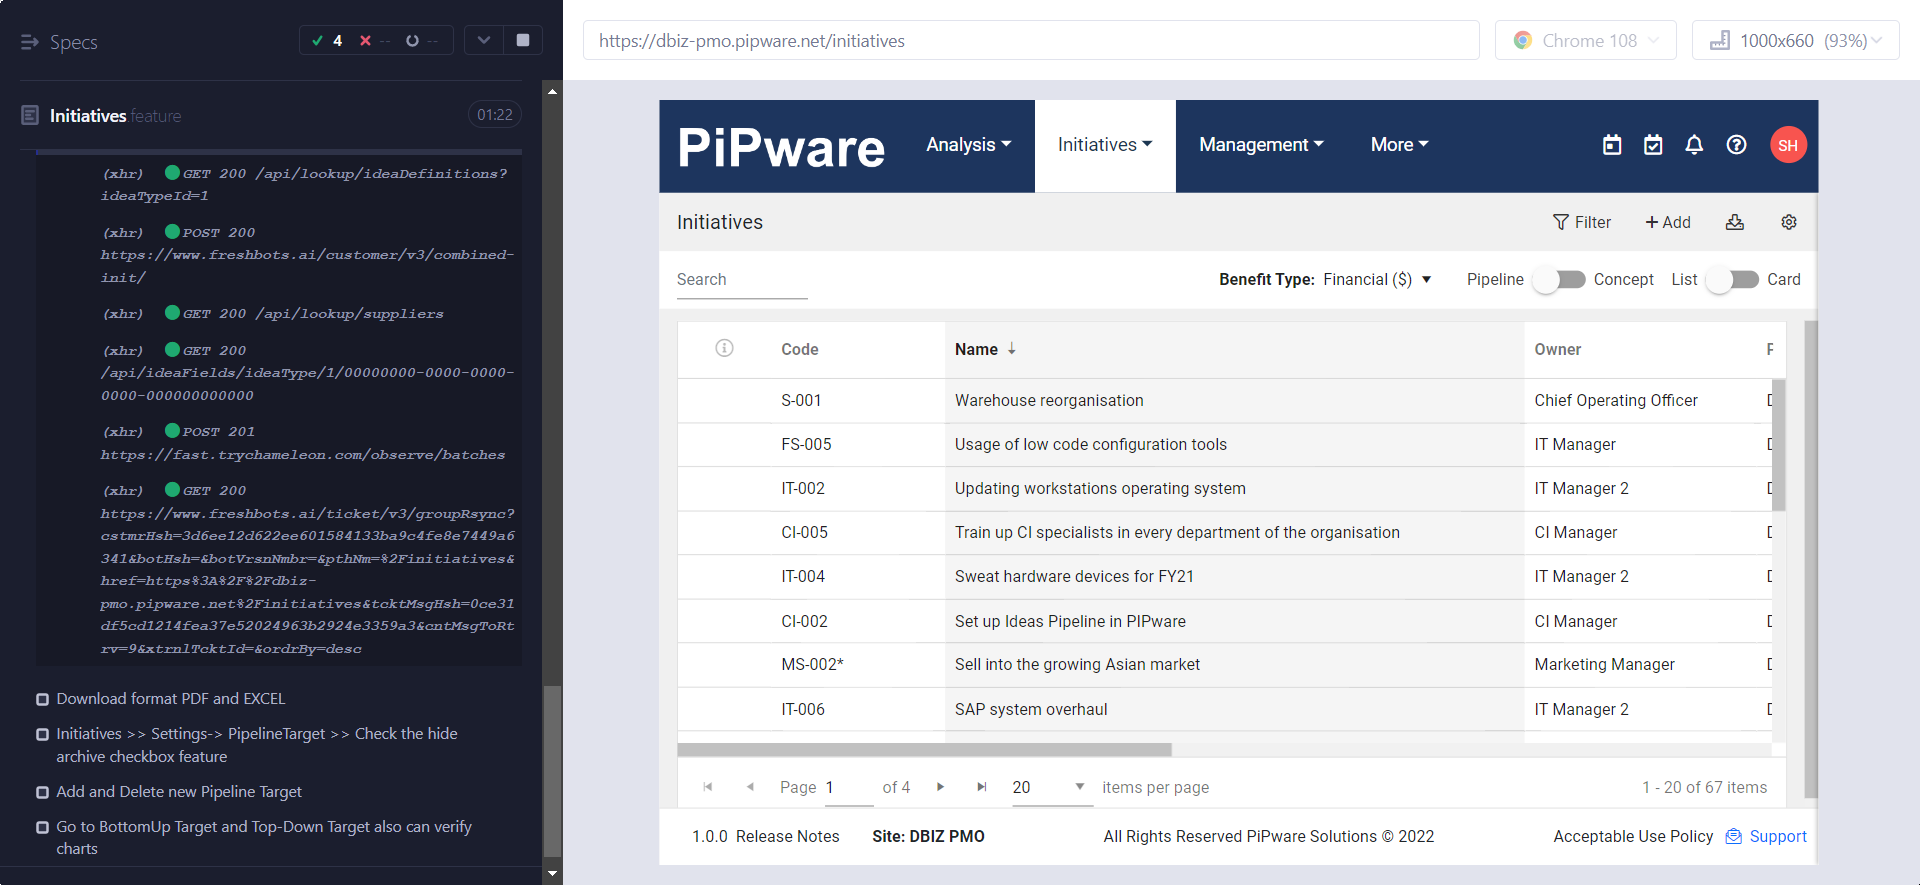 Specs
4
--
--
Initiatives.feature
01:22
(xhr) GET 200 /api/lookup/ideaDefinitions?
ideaTypeId=1
(xhr) POST 200
https://www.freshbots.ai/customer/v3/combined-
init/
(xhr) GET 200 /api/lookup/suppliers
(xhr) GET 200
/api/ideaFields/ideaType/1/00000000-0000-0000-
0000-000000000000
(xhr) POST 201
https://fast.trychameleon.com/observe/batches
(xhr) GET 200
https://www.freshbots.ai/ticket/v3/groupRsync?
cstmrHsh=3d6ee12d622ee601584133ba9c4fe8e7449a6
341&botHsh=&botVrsnNmbr=&pthNm=%2Finitiatives&
href=https%3A%2F%2Fdbiz-
pmo.pipware.net%2Finitiatives&tcktMsgHsh=0ce31
df5cd1214fea37e52024963b2924e3359a3&cntMsgToRt
rv=9&xtrnlTcktId=&ordrBy=desc
Download format PDF and EXCEL
Initiatives >> Settings-> PipelineTarget >> Check the hide
archive checkbox feature
Add and Delete new Pipeline Target
Go to BottomUp Target and Top-Down Target also can verify
charts
https://dbiz-pmo.pipware.net/initiatives
Chrome 108
1000x660 (93%)
PiPware
Analysis
Initiatives
Management
More
SH
Initiatives
Filter
+ Add
Search
Benefit Type: Financial ($)
Pipeline
Concept
List
Card
Code Name Owner
S-001 Warehouse reorganisation Chief Operating Officer
FS-005 Usage of low code configuration tools IT Manager
IT-002 Updating workstations operating system IT Manager 2
CI-005 Train up CI specialists in every department of the organisation CI Manager
IT-004 Sweat hardware devices for FY21 IT Manager 2
CI-002 Set up Ideas Pipeline in PIPware CI Manager
MS-002* Sell into the growing Asian market Marketing Manager
IT-006 SAP system overhaul IT Manager 2
Page 1 of 4 20 items per page 1 - 20 of 67 items
1.0.0 Release Notes Site: DBIZ PMO All Rights Reserved PiPware Solutions © 2022 Acceptable Use Policy Support